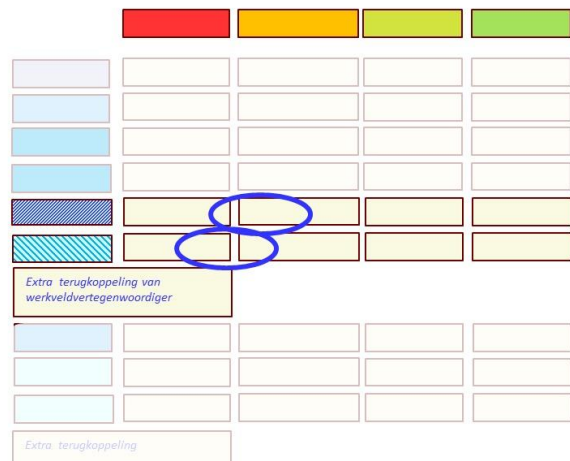 Extra terugkoppeling van
werkveldvertegenwoordiger
Extra terugkoppeling